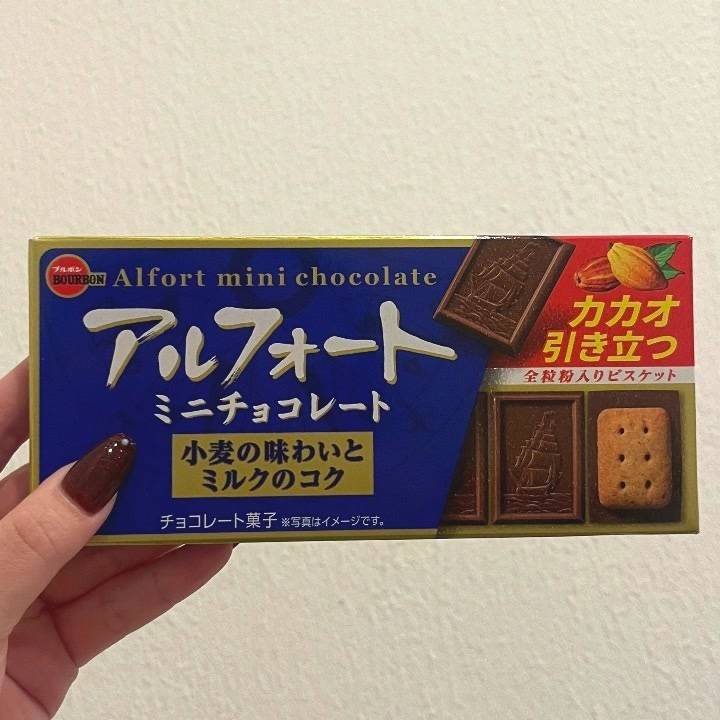 ブルボン
BOURBON
Alfort mini chocolate
アルフォート
ミニチョコレート
小麦の味わいと
ミルクのコク
チョコレート菓子 ※写真はイメージです。
カカオ
引き立つ
全粒粉入りビスケット